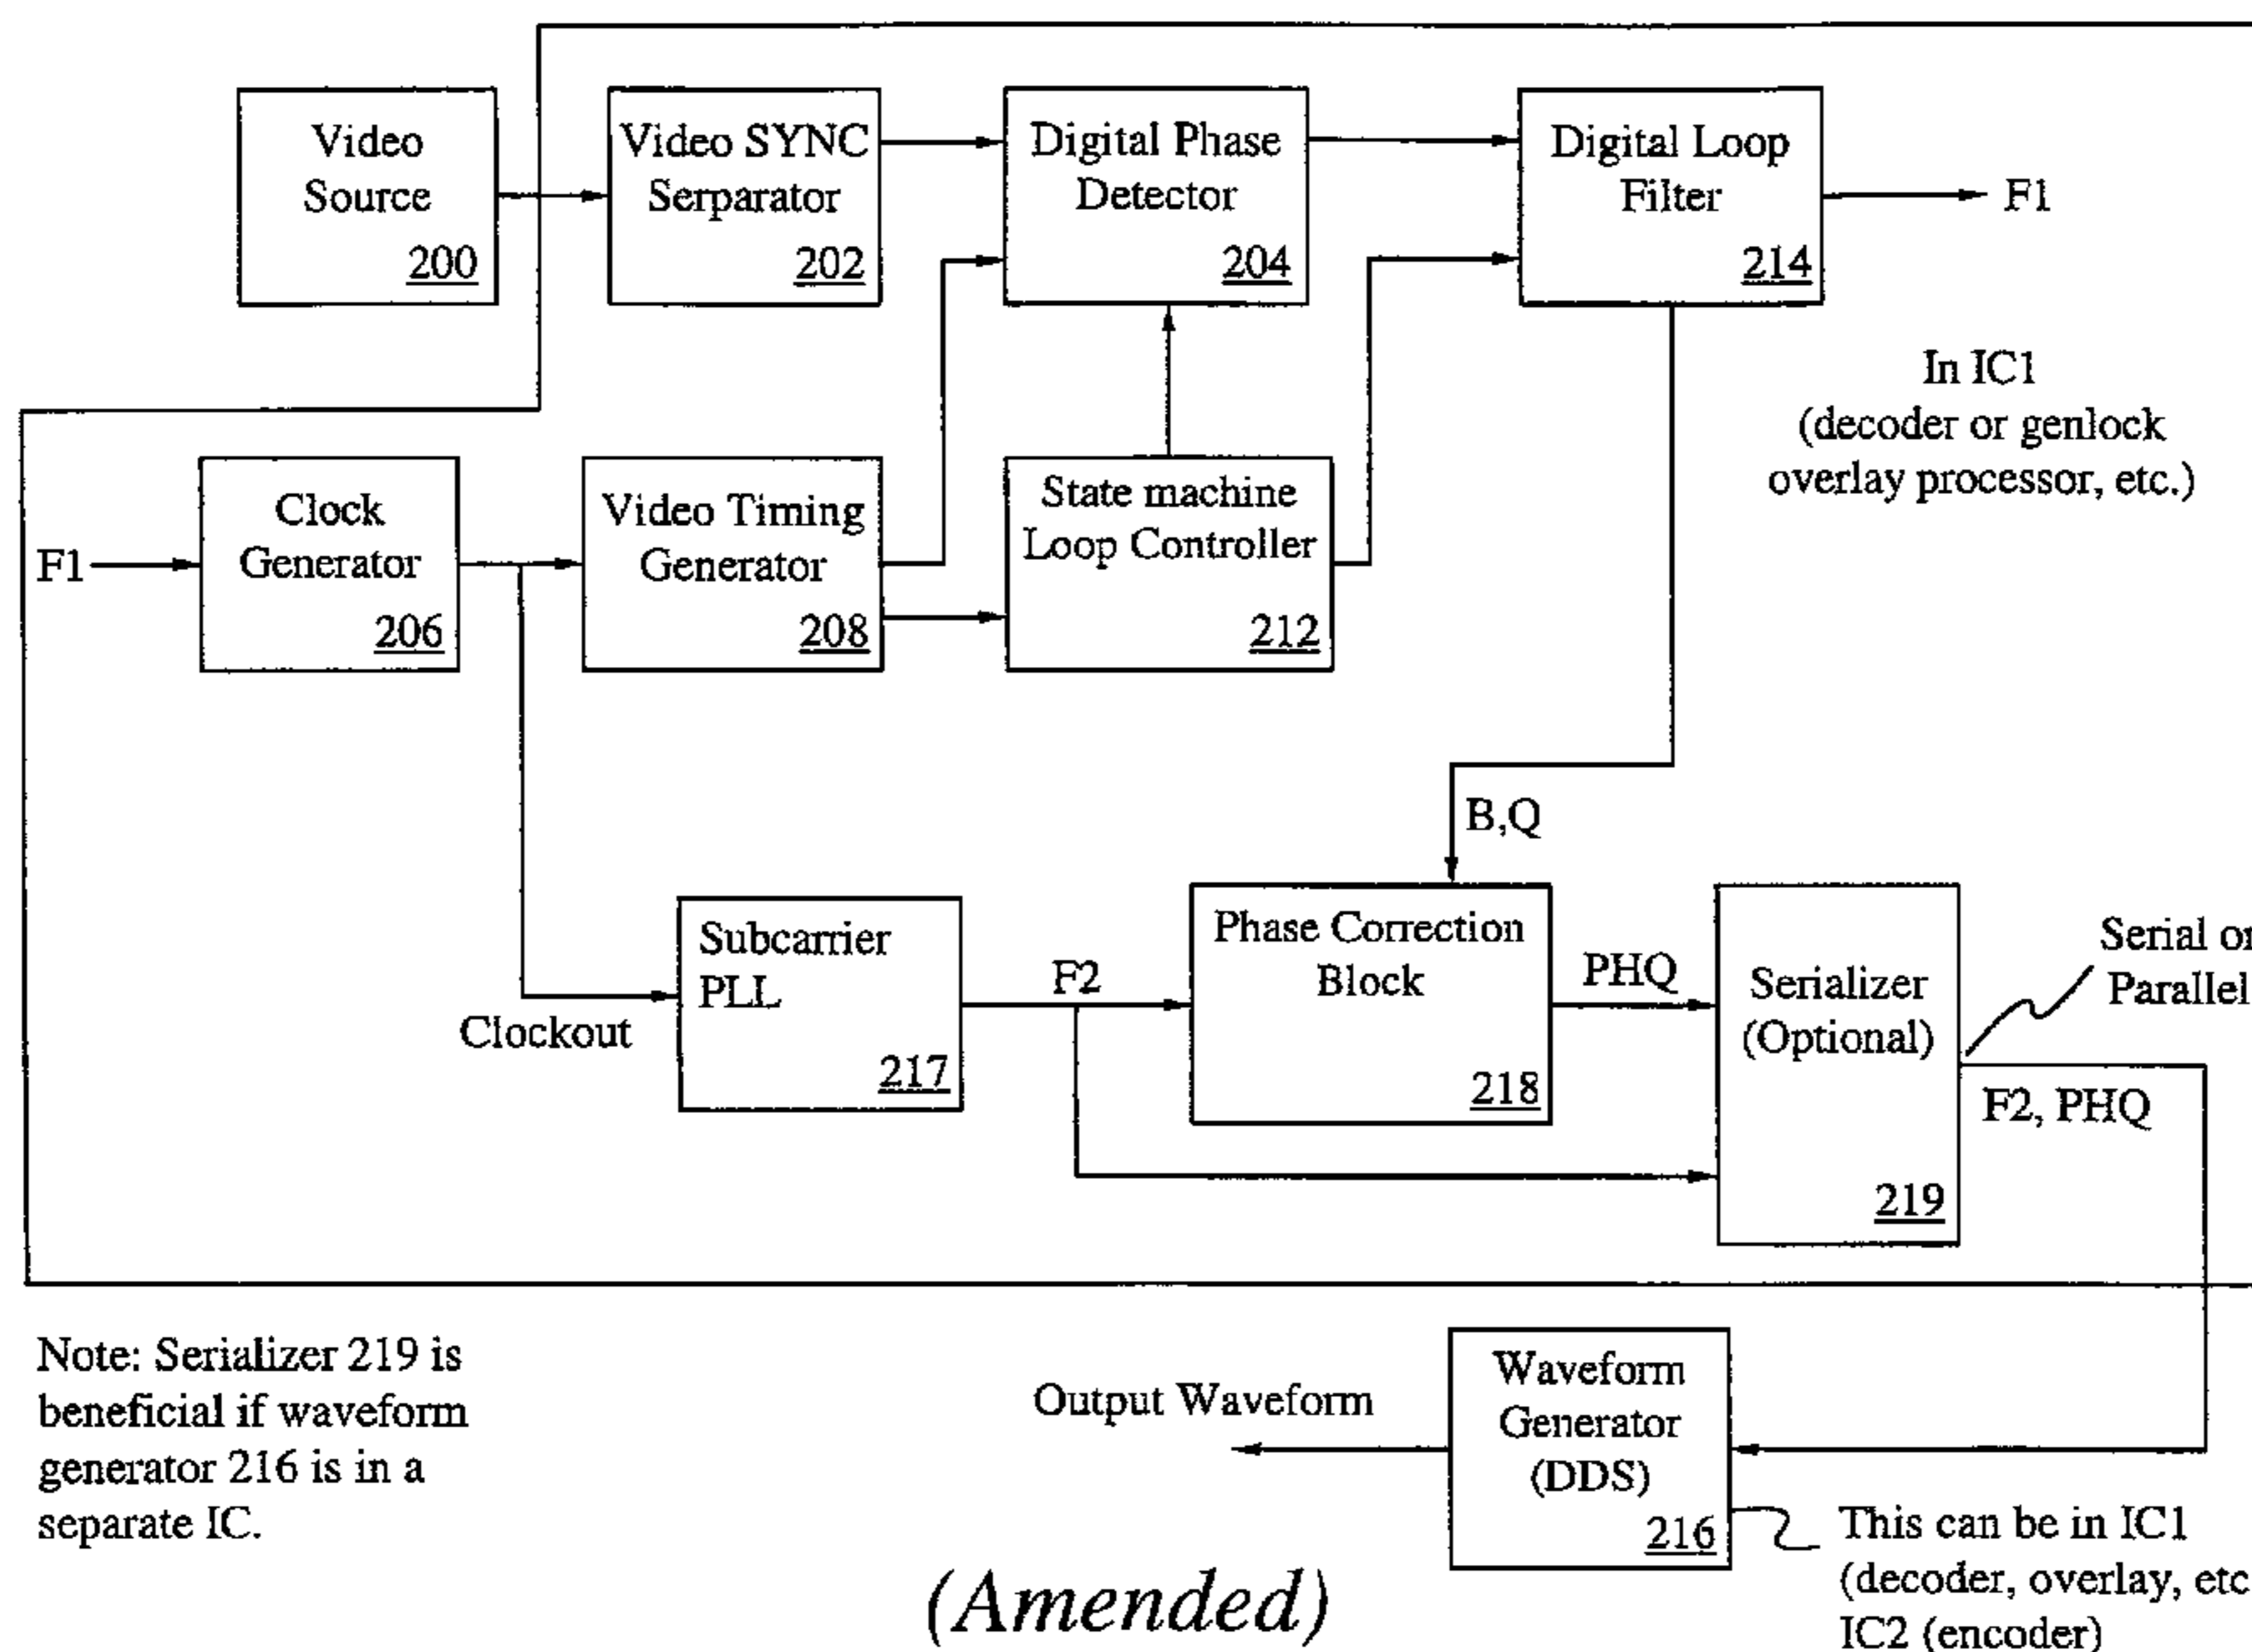 Video
Source
200
Video SYNC
Serparator
202
Digital Phase
Detector
204
Digital Loop
Filter
214
F1
In IC1
(decoder or genlock
overlay processor, etc.)
F1
Clock
Generator
206
Video Timing
Generator
208
State machine
Loop Controller
212
B,Q
Clockout
Subcarrier
PLL
217
F2
Phase Correction
Block
218
PHQ
Serializer
(Optional)
219
Serial or
Parallel
F2, PHQ
Note: Serializer 219 is
beneficial if waveform
generator 216 is in a
separate IC.
Output Waveform
Waveform
Generator
(DDS)
216
This can be in IC1
(decoder, overlay, etc
IC2 (encoder)
(Amended)